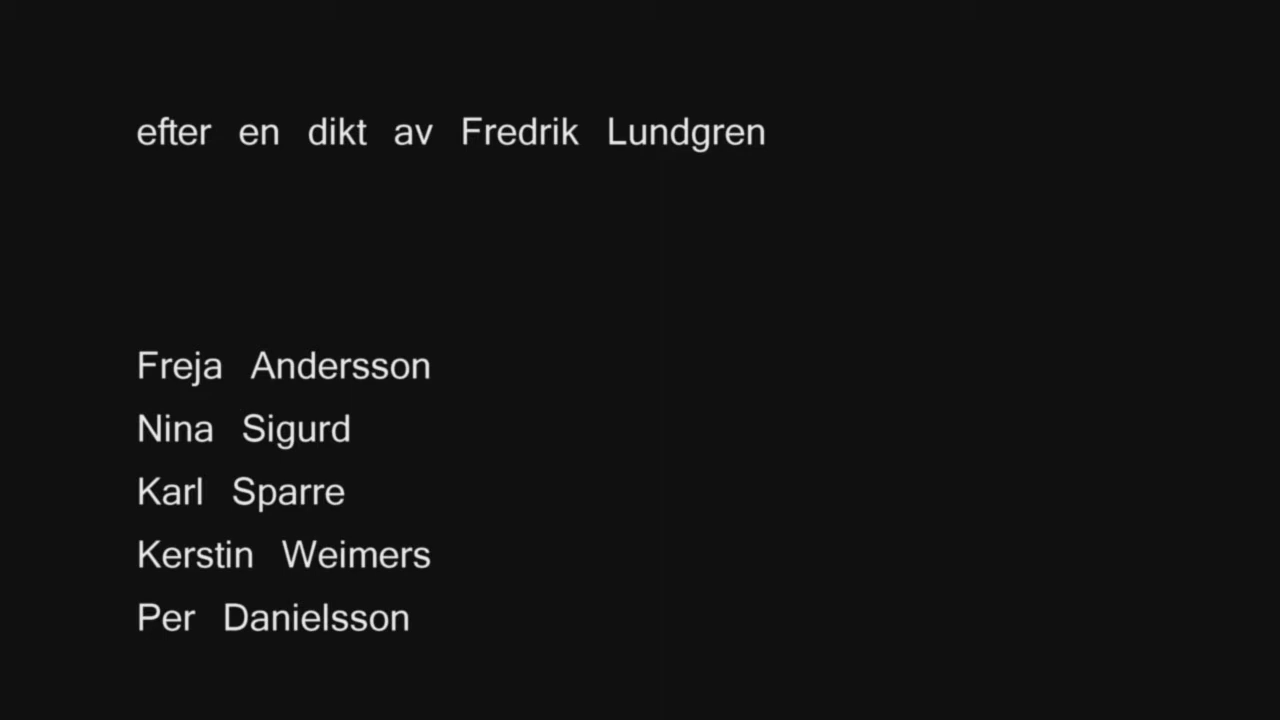 efter en dikt av Fredrik Lundgren
Freja Andersson
Nina Sigurd
Karl Sparre
Kerstin Weimers
Per Danielsson